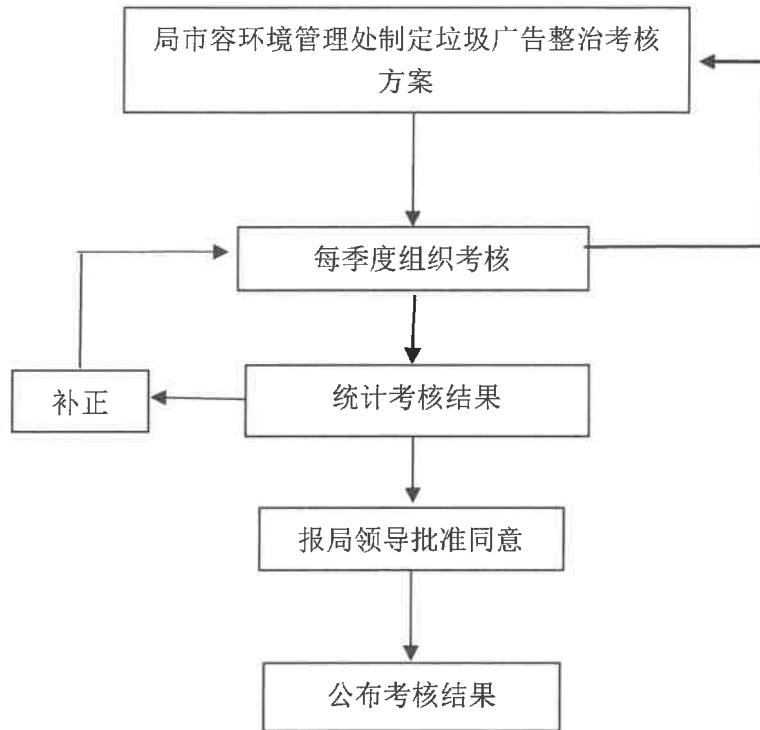 局市容环境管理处制定垃圾广告整治考核
方案
每季度组织考核
补正
统计考核结果
报局领导批准同意
公布考核结果